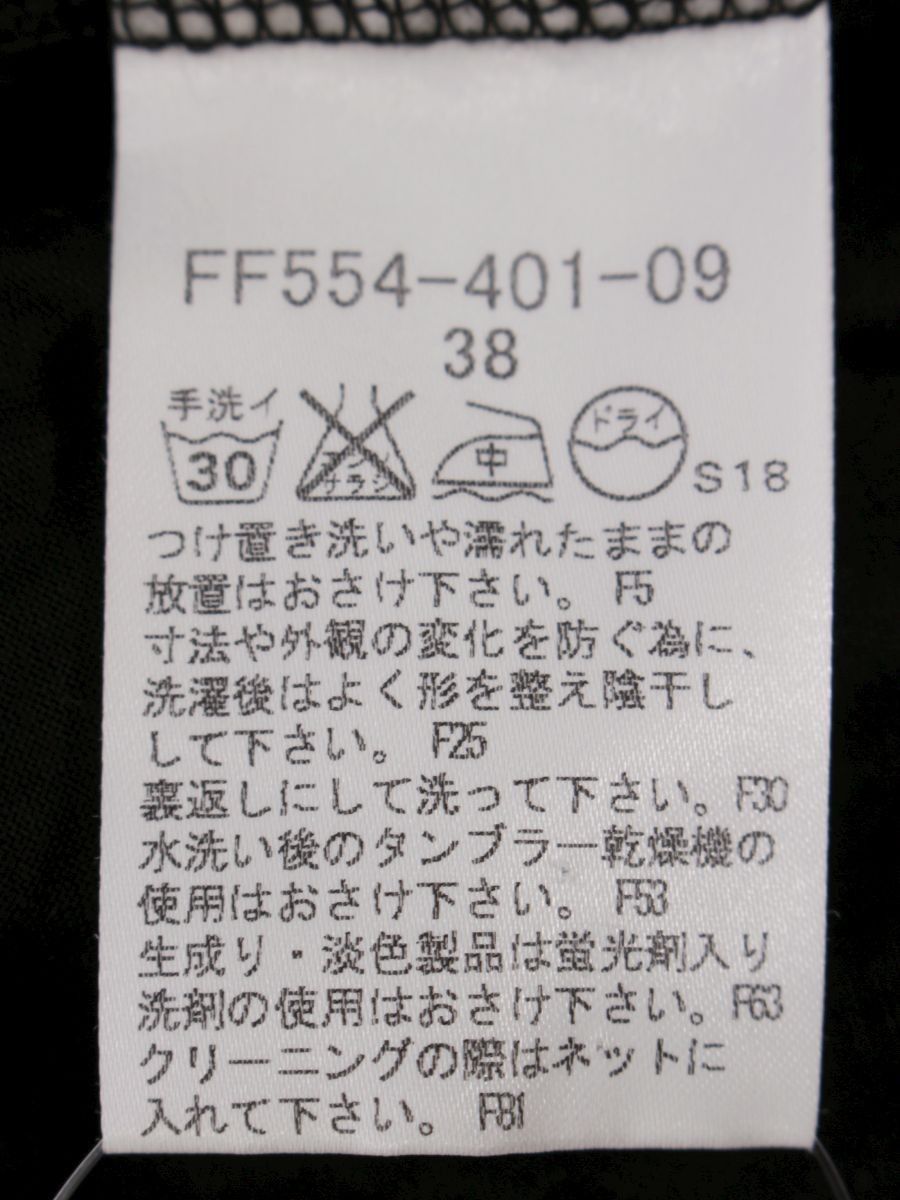 FF554-401-09
38
手洗イ
30
エンソ
サラシ
中
ドライ
S18
つけ置き洗いや濡れたままの
放置はおさけ下さい。 F5
寸法や外観の変化を防ぐ為に、
洗濯後はよく形を整え陰干し
して下さい。 F25
裏返しにして洗って下さい。F30
水洗い後のタンブラー乾燥機の
使用はおさけ下さい。 F53
生成り・淡色製品は蛍光剤入り
洗剤の使用はおさけ下さい。F63
クリーニングの際はネットに
入れて下さい。 F81